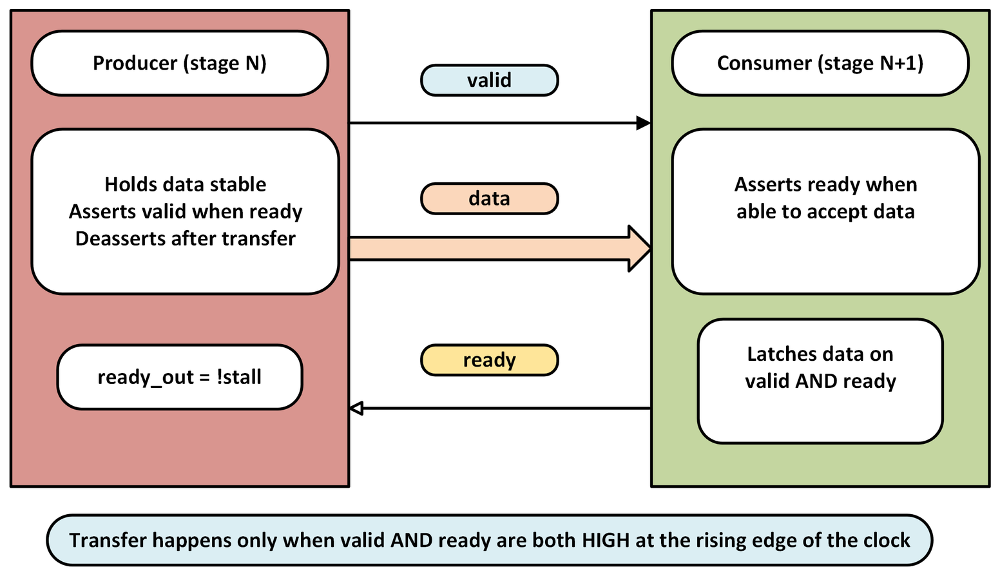 Producer (stage N)
Holds data stable
Asserts valid when ready
Deasserts after transfer
ready_out = !stall
valid
data
ready
Consumer (stage N+1)
Asserts ready when
able to accept data
Latches data on
valid AND ready
Transfer happens only when valid AND ready are both HIGH at the rising edge of the clock